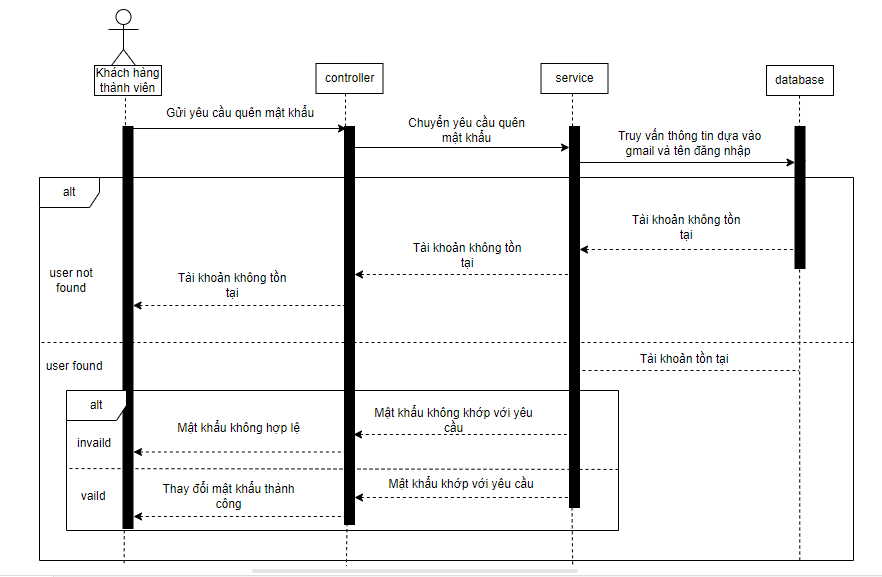 Khách hàng
thành viên
controller
service
database
Gửi yêu cầu quên mật khẩu
Chuyển yêu cầu quên
mật khẩu
Truy vấn thông tin dựa vào
gmail và tên đăng nhập
alt
Tài khoản không tồn
tại
Tài khoản không tồn
tại
user not
found
Tài khoản không tồn
tại
user found
Tài khoản tồn tại
alt
Mật khẩu không khớp với yêu
cầu
Mật khẩu không hợp lệ
invaild
Mật khẩu khớp với yêu cầu
vaild
Thay đổi mật khẩu thành
công